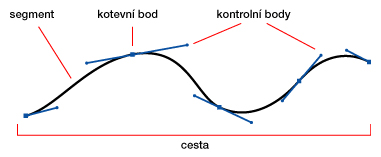 segment
kotevní bod
kontrolní body
cesta